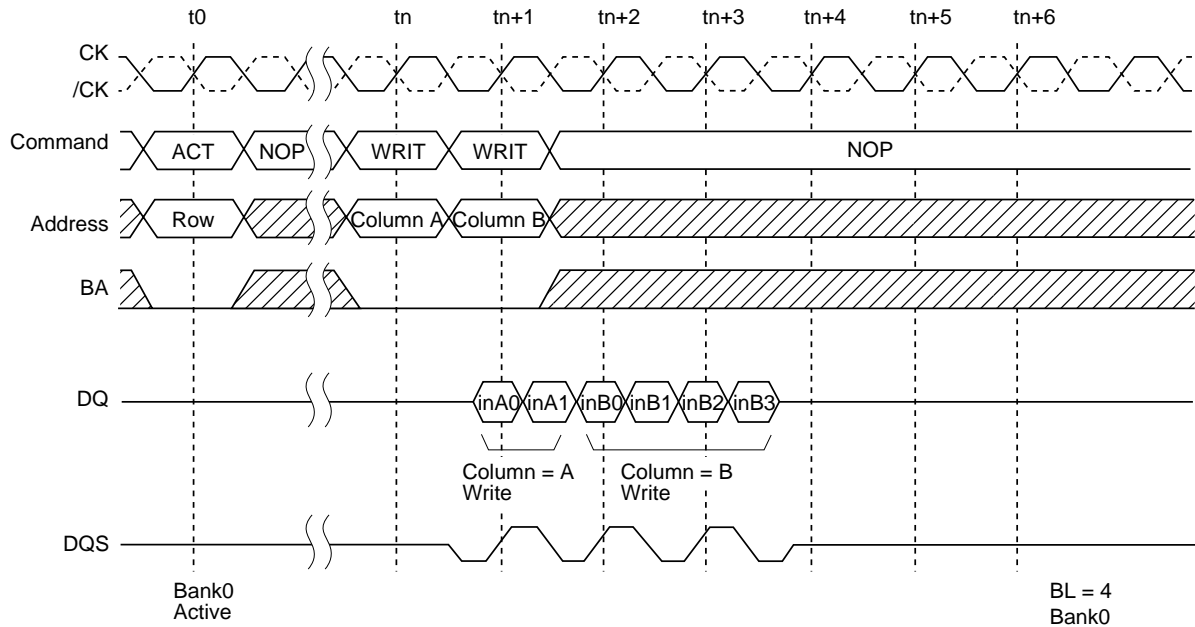 t0 tn tn+1 tn+2 tn+3 tn+4 tn+5 tn+6
CK
/CK
Command ACT NOP WRIT WRIT NOP
Address Row Column A Column B
BA
DQ inA0 inA1 inB0 inB1 inB2 inB3
Column = A Column = B
Write Write
DQS
Bank0 BL = 4
Active Bank0